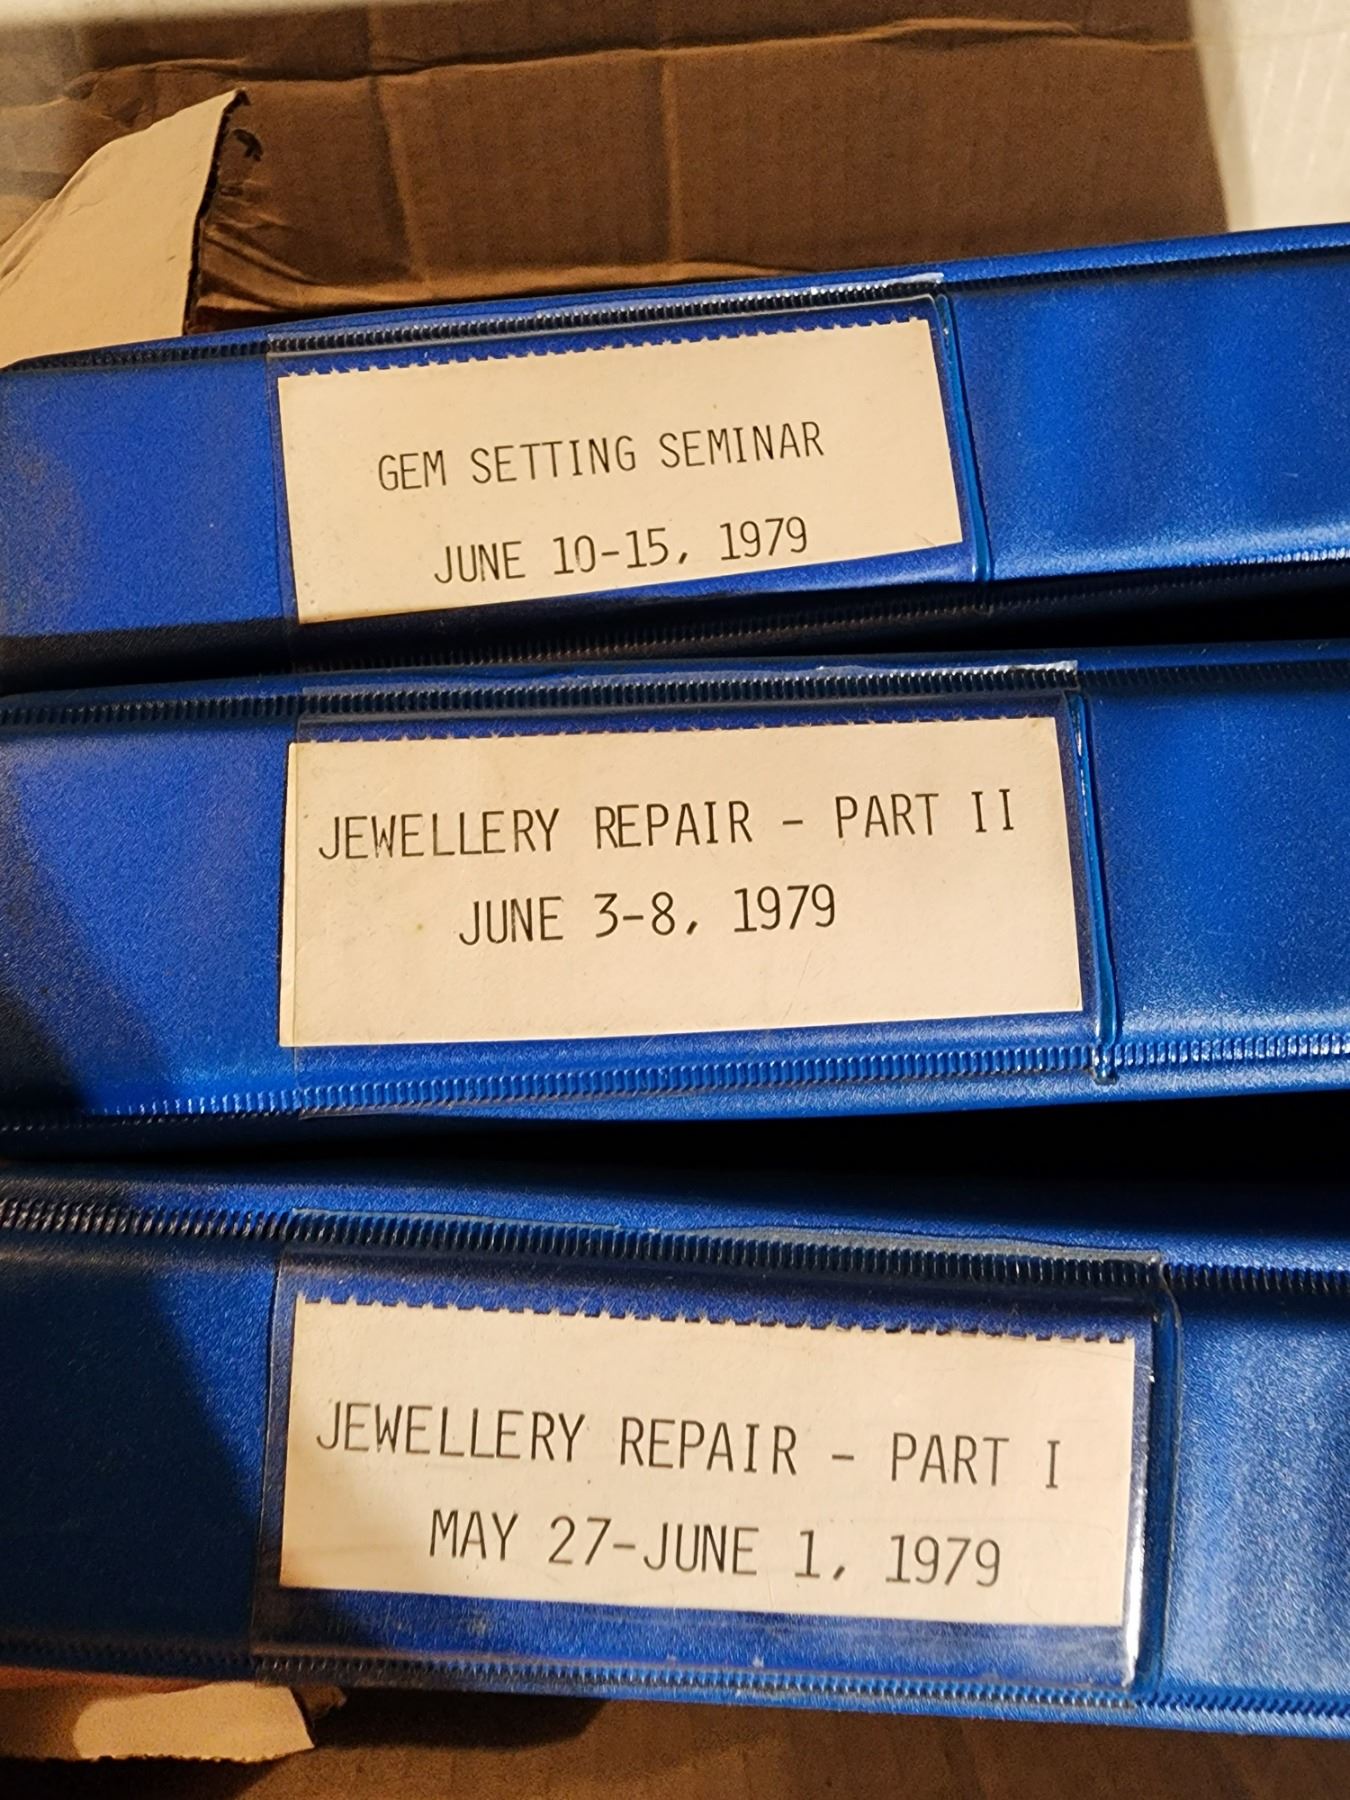 GEM SETTING SEMINAR
JUNE 10-15, 1979
JEWELLERY REPAIR - PART II
JUNE 3-8, 1979
JEWELLERY REPAIR - PART I
MAY 27-JUNE 1, 1979